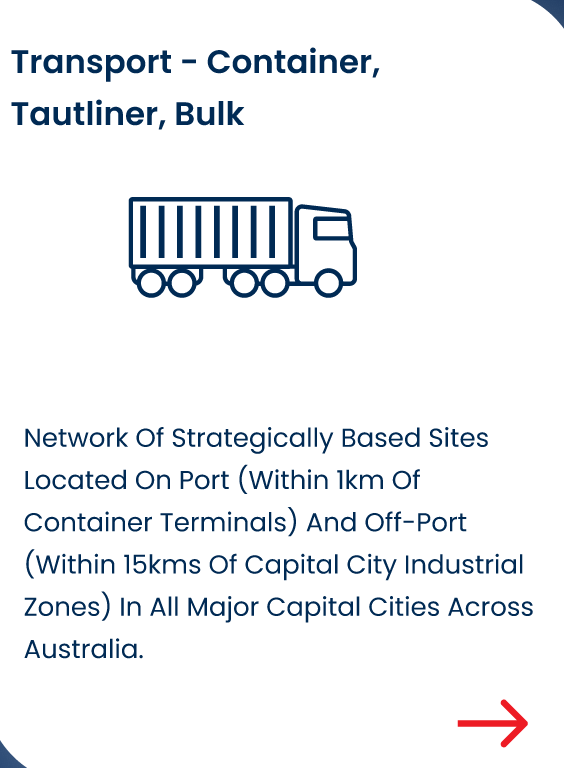 Transport - Container,
Tautliner, Bulk
Network Of Strategically Based Sites
Located On Port (Within 1km Of
Container Terminals) And Off-Port
(Within 15kms Of Capital City Industrial
Zones) In All Major Capital Cities Across
Australia.